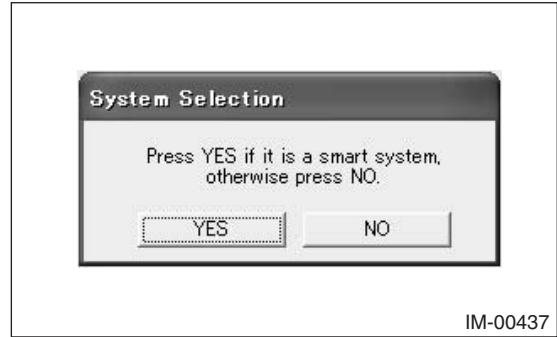 System Selection
Press YES if it is a smart system,
otherwise press NO.
YES
NO
IM-00437